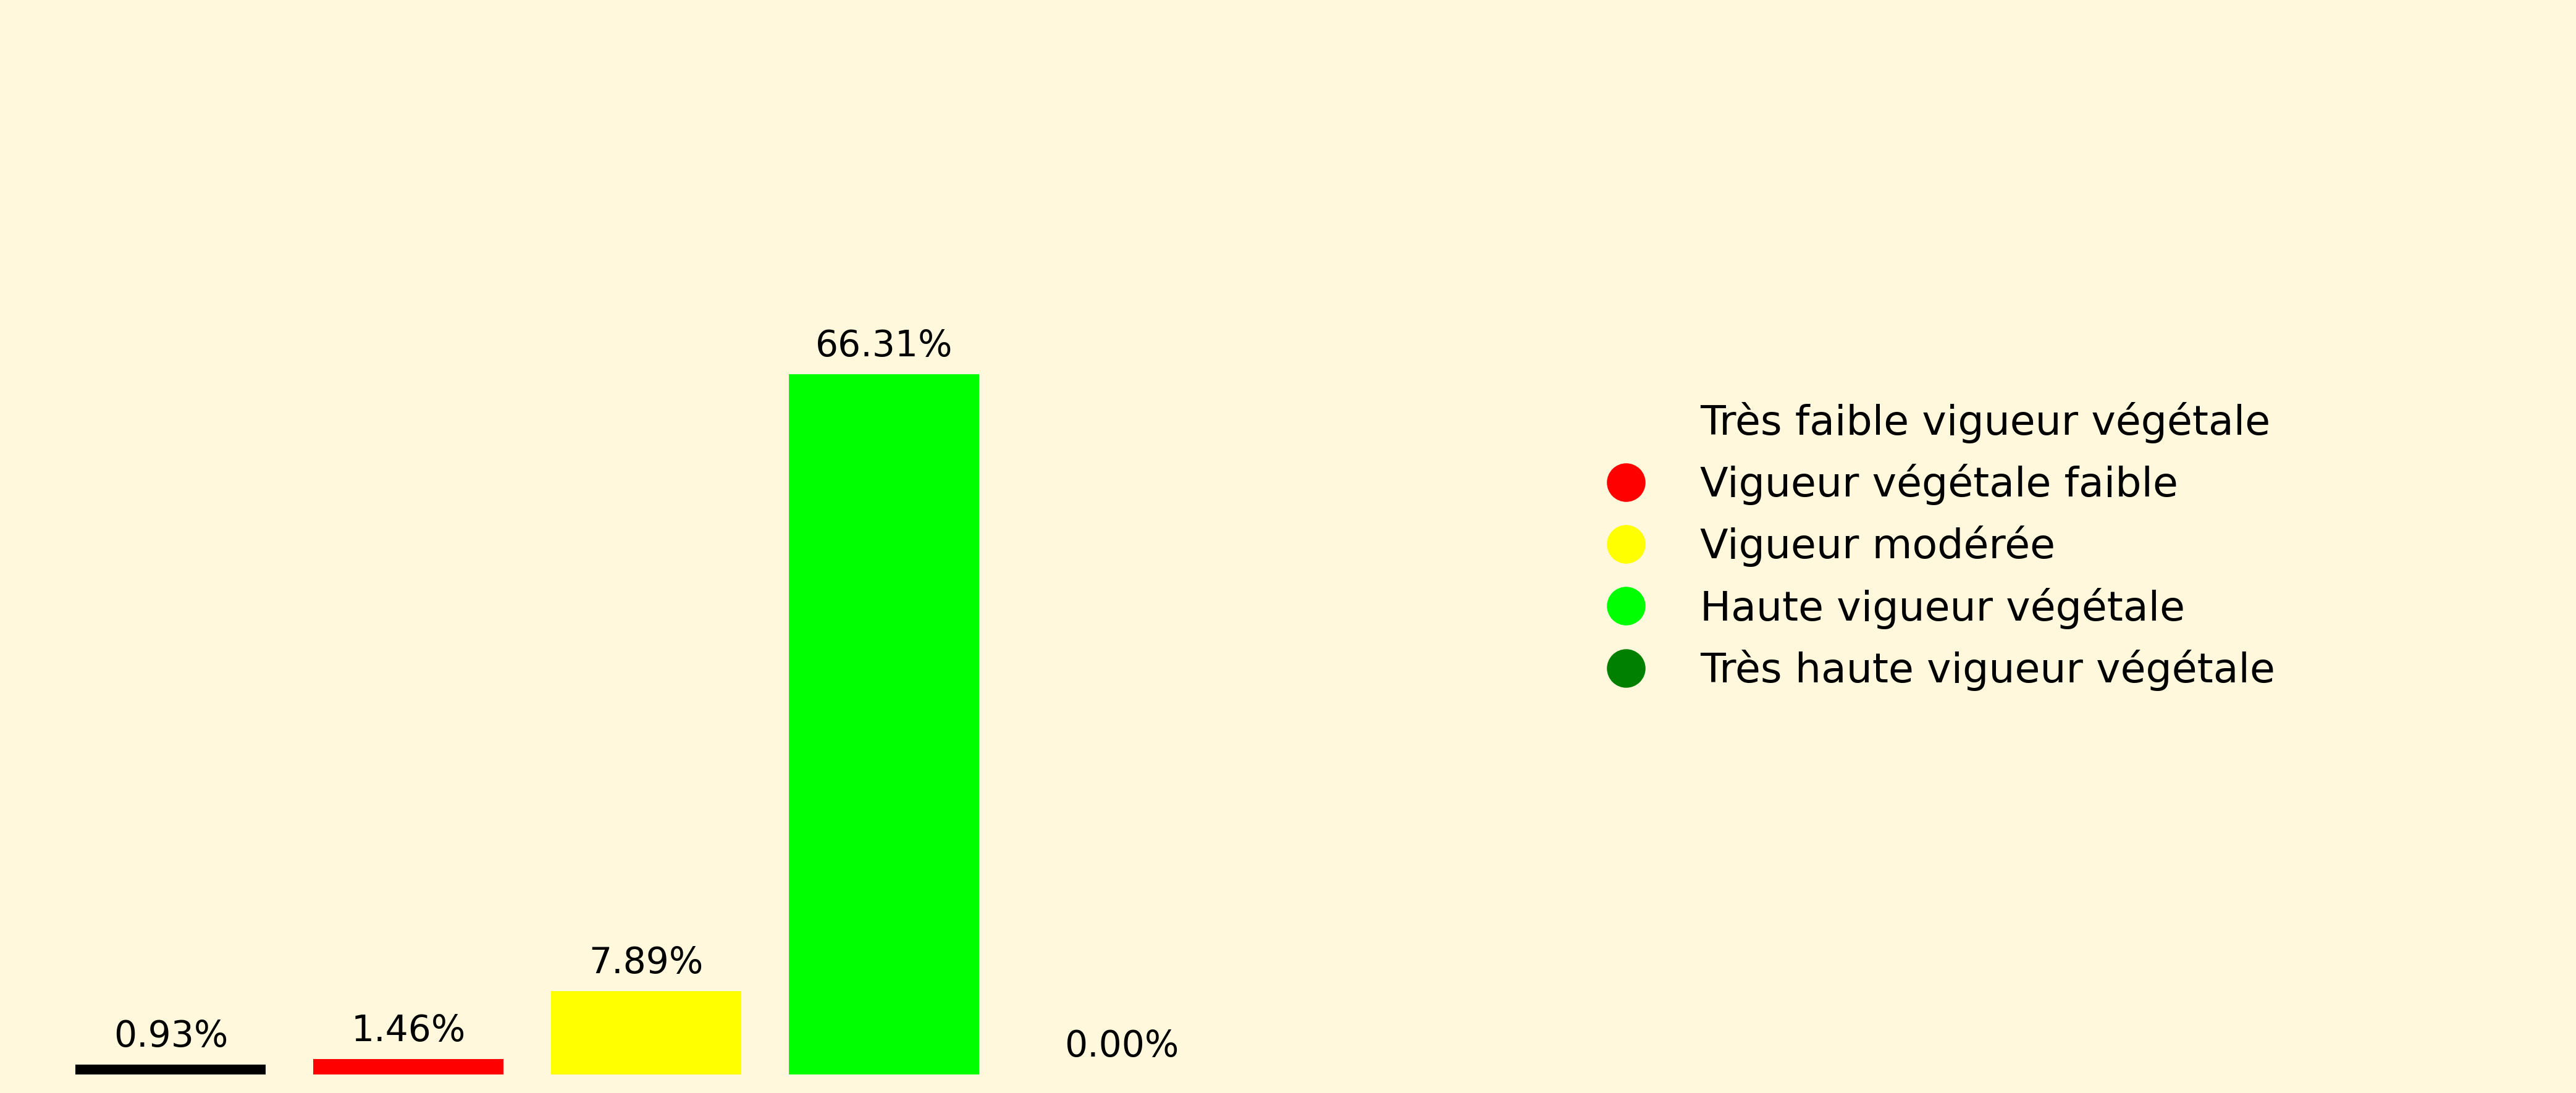 66.31%
7.89%
0.93%
1.46%
0.00%
Très faible vigueur végétale
Vigueur végétale faible
Vigueur modérée
Haute vigueur végétale
Très haute vigueur végétale